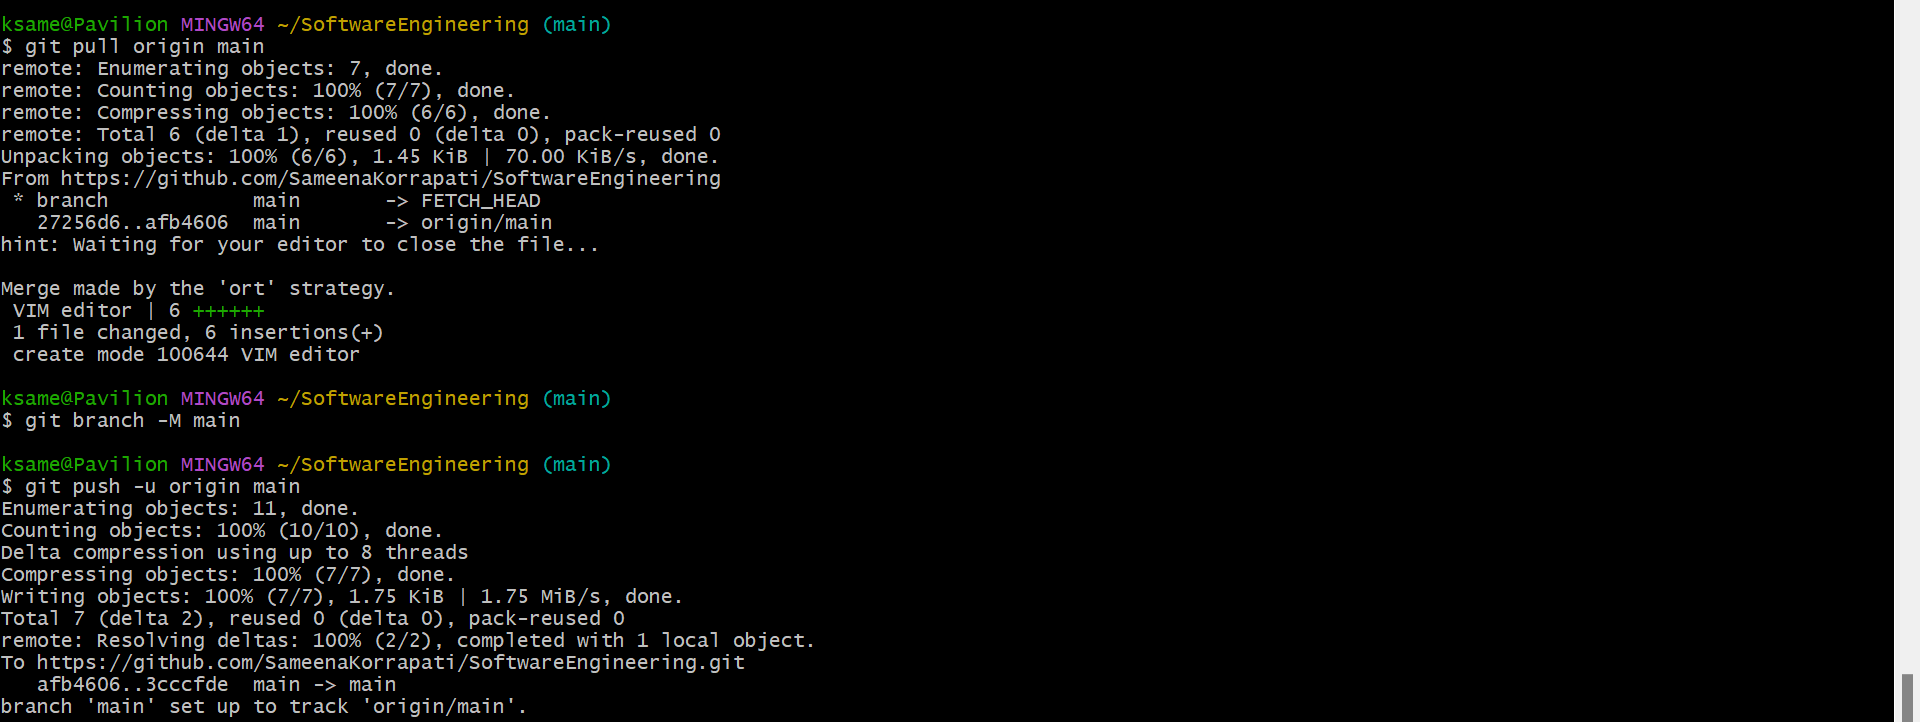 ksame@Pavilion MINGW64 ~/SoftwareEngineering (main)
$ git pull origin main
remote: Enumerating objects: 7, done.
remote: Counting objects: 100% (7/7), done.
remote: Compressing objects: 100% (6/6), done.
remote: Total 6 (delta 1), reused 0 (delta 0), pack-reused 0
Unpacking objects: 100% (6/6), 1.45 KiB | 70.00 KiB/s, done.
From https://github.com/SameenaKorrapati/SoftwareEngineering
 * branch            main       -> FETCH_HEAD
   27256d6..afb4606  main       -> origin/main
hint: Waiting for your editor to close the file...
Merge made by the 'ort' strategy.
 VIM editor | 6 ++++++
 1 file changed, 6 insertions(+)
 create mode 100644 VIM editor
ksame@Pavilion MINGW64 ~/SoftwareEngineering (main)
$ git branch -M main
ksame@Pavilion MINGW64 ~/SoftwareEngineering (main)
$ git push -u origin main
Enumerating objects: 11, done.
Counting objects: 100% (10/10), done.
Delta compression using up to 8 threads
Compressing objects: 100% (7/7), done.
Writing objects: 100% (7/7), 1.75 KiB | 1.75 MiB/s, done.
Total 7 (delta 2), reused 0 (delta 0), pack-reused 0
remote: Resolving deltas: 100% (2/2), completed with 1 local object.
To https://github.com/SameenaKorrapati/SoftwareEngineering.git
   afb4606..3cccfde  main -> main
branch 'main' set up to track 'origin/main'.